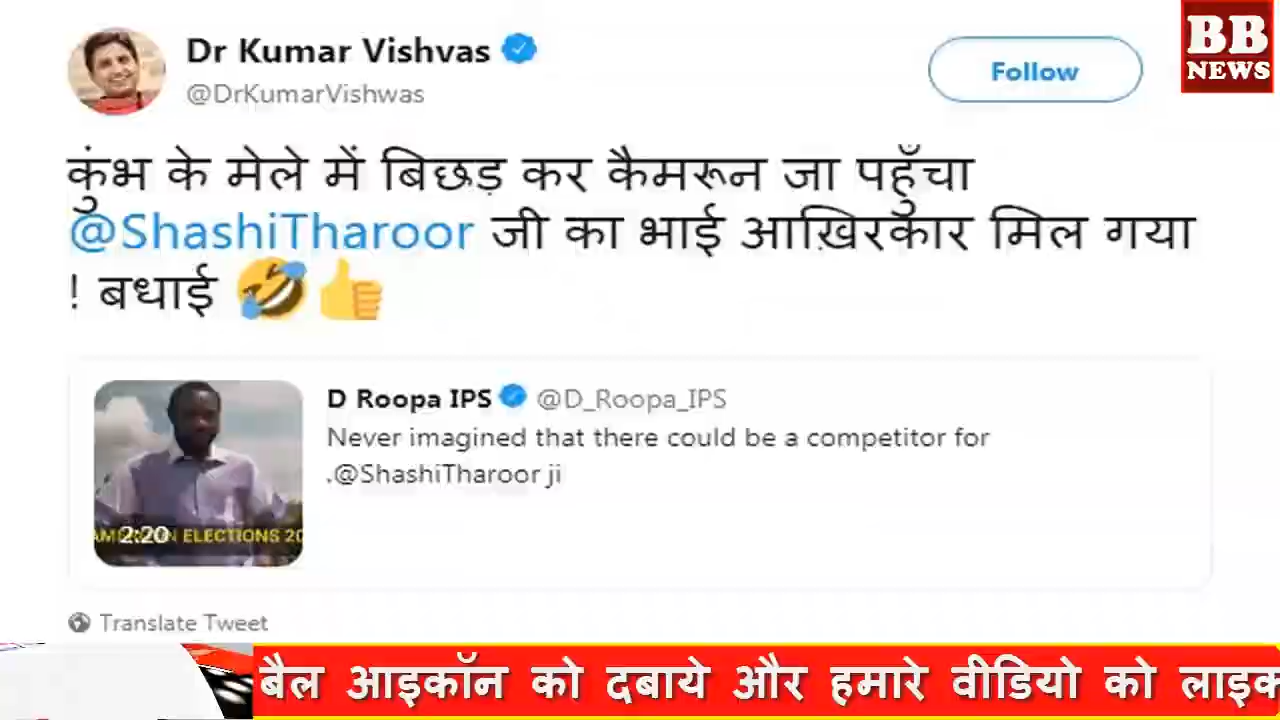 Dr Kumar Vishvas
@DrKumarVishwas
Follow
BB
NEWS
कुंभ के मेले में बिछड़ कर कैमरून जा पहुँचा
@ShashiTharoor जी का भाई आख़िरकार मिल गया
! बधाई 🤣👍
D Roopa IPS @D_Roopa_IPS
Never imagined that there could be a competitor for
.@ShashiTharoor ji
2:20
ELECTIONS 20
Translate Tweet
बैल आइकॉन को दबाये और हमारे वीडियो को लाइक